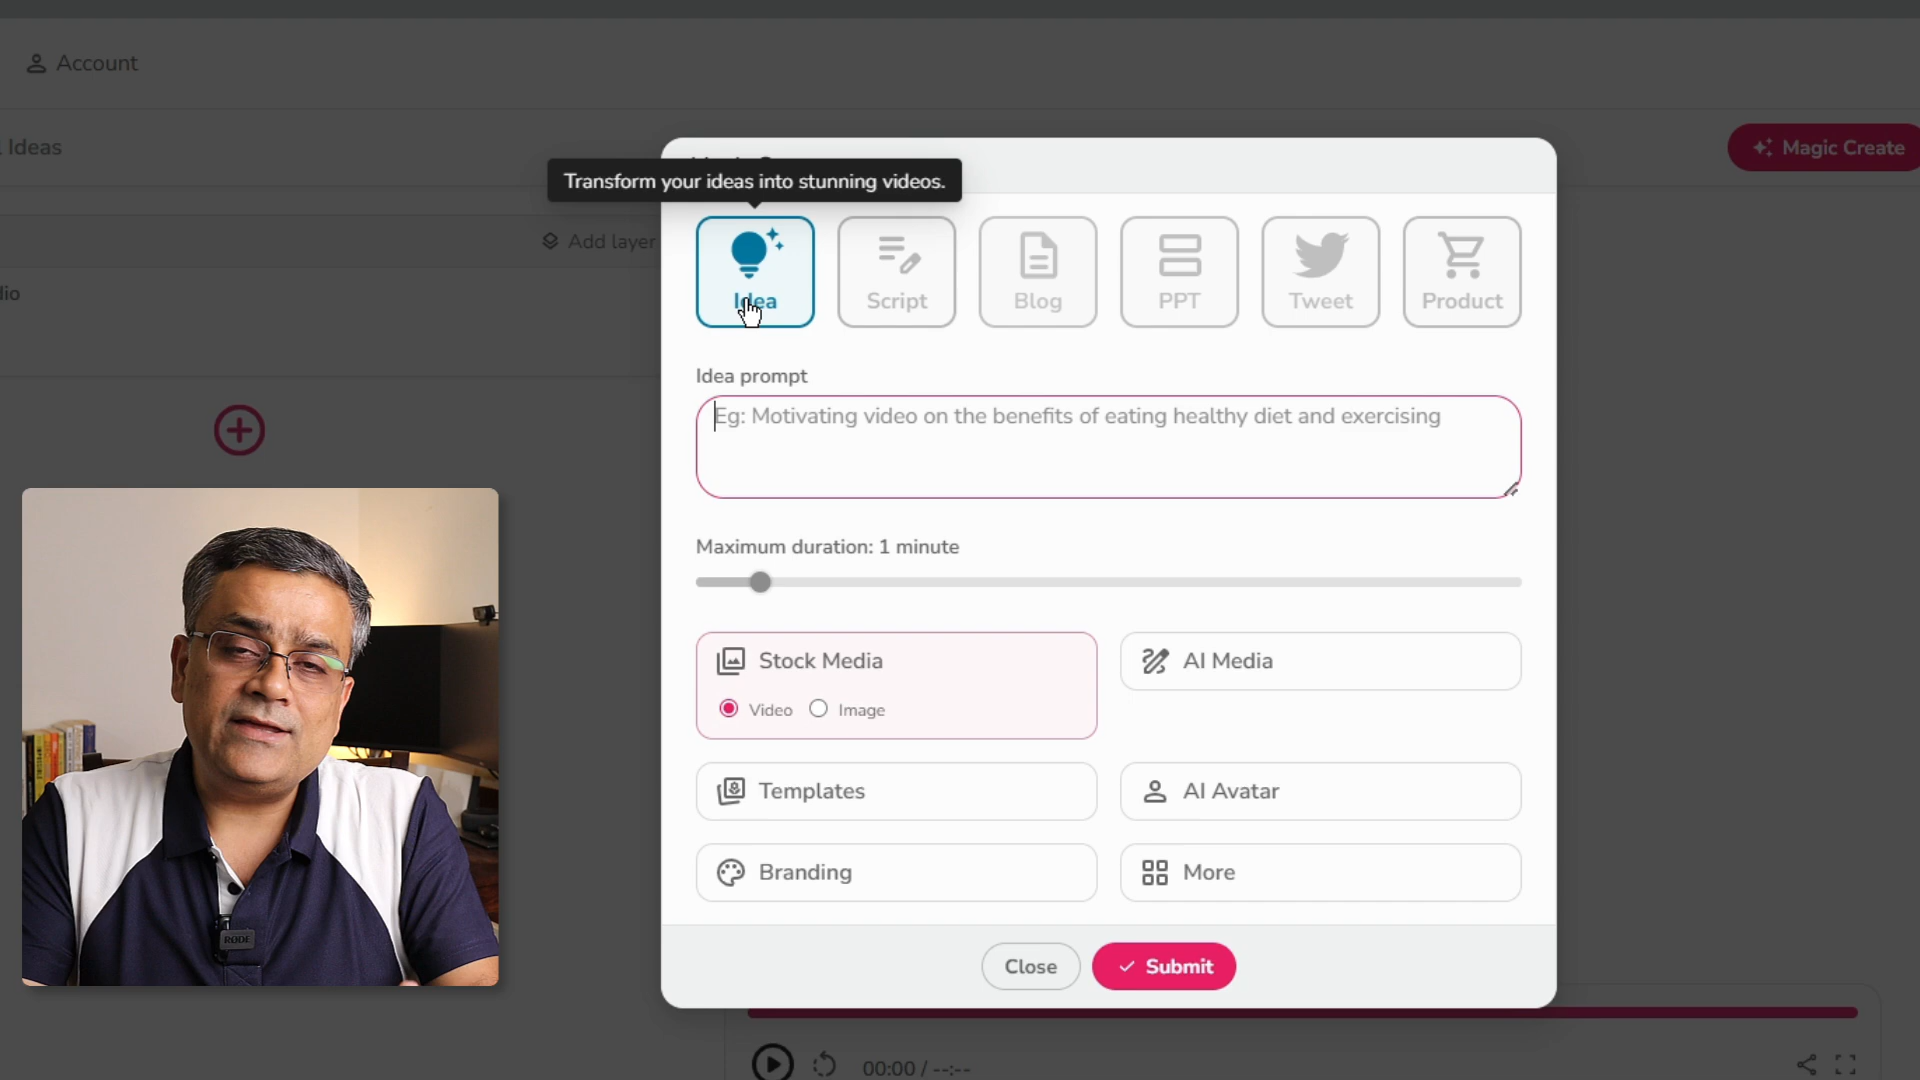 Account
Ideas
Magic Create
Transform your ideas into stunning videos.
Add layer
Idea
Script
Blog
PPT
Tweet
Product
Idea prompt
Eg: Motivating video on the benefits of eating healthy diet and exercising
Maximum duration: 1 minute
Stock Media
AI Media
Video
Image
Templates
AI Avatar
Branding
More
RODE
Close
Submit
00:00 / --:--